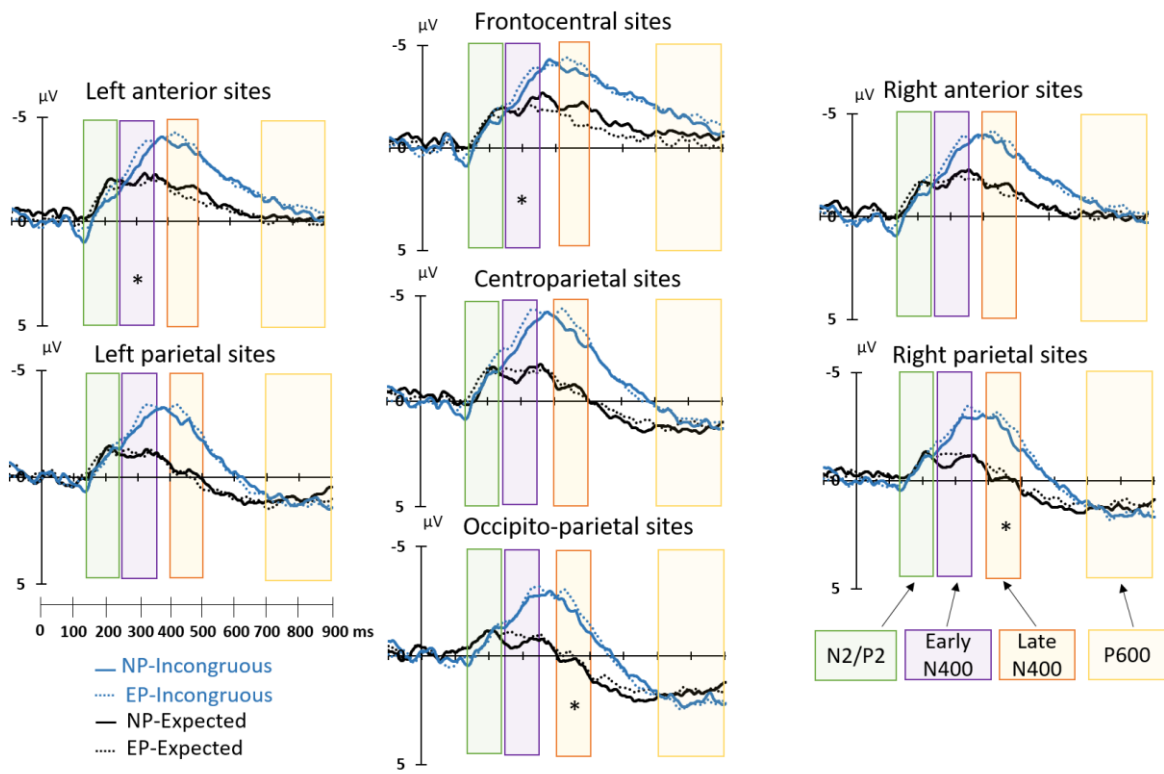 Frontocentral sites
µV
-5
0
5
*
Left anterior sites
µV
-5
0
5
*
Right anterior sites
µV
-5
0
5
Centroparietal sites
µV
-5
0
5
Left parietal sites
µV
-5
0
5
Right parietal sites
µV
-5
0
5
*
Occipito-parietal sites
µV
-5
0
5
*
0 100 200 300 400 500 600 700 800 900 ms
NP-Incongruous
EP-Incongruous
NP-Expected
EP-Expected
N2/P2
Early
N400
Late
N400
P600